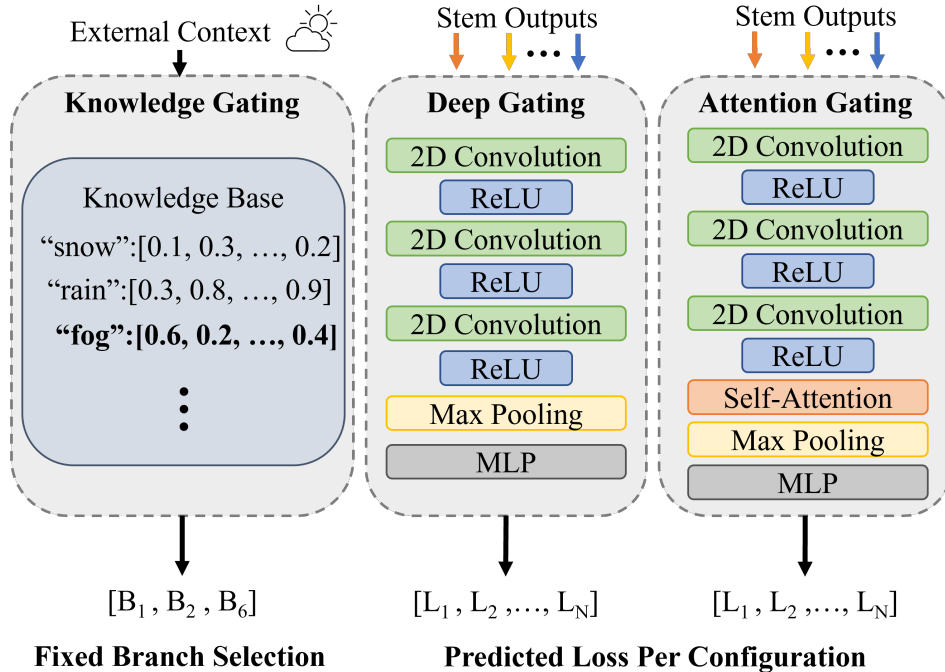 External Context
Knowledge Gating
Knowledge Base
“snow”:[0.1, 0.3, …, 0.2]
“rain”:[0.3, 0.8, …, 0.9]
“fog”:[0.6, 0.2, …, 0.4]
[B1 , B2 , B6]
Fixed Branch Selection
Stem Outputs
Deep Gating
2D Convolution
ReLU
2D Convolution
ReLU
2D Convolution
ReLU
Max Pooling
MLP
[L1 , L2 ,…, LN]
Stem Outputs
Attention Gating
2D Convolution
ReLU
2D Convolution
ReLU
2D Convolution
ReLU
Self-Attention
Max Pooling
MLP
[L1 , L2 ,…, LN]
Predicted Loss Per Configuration